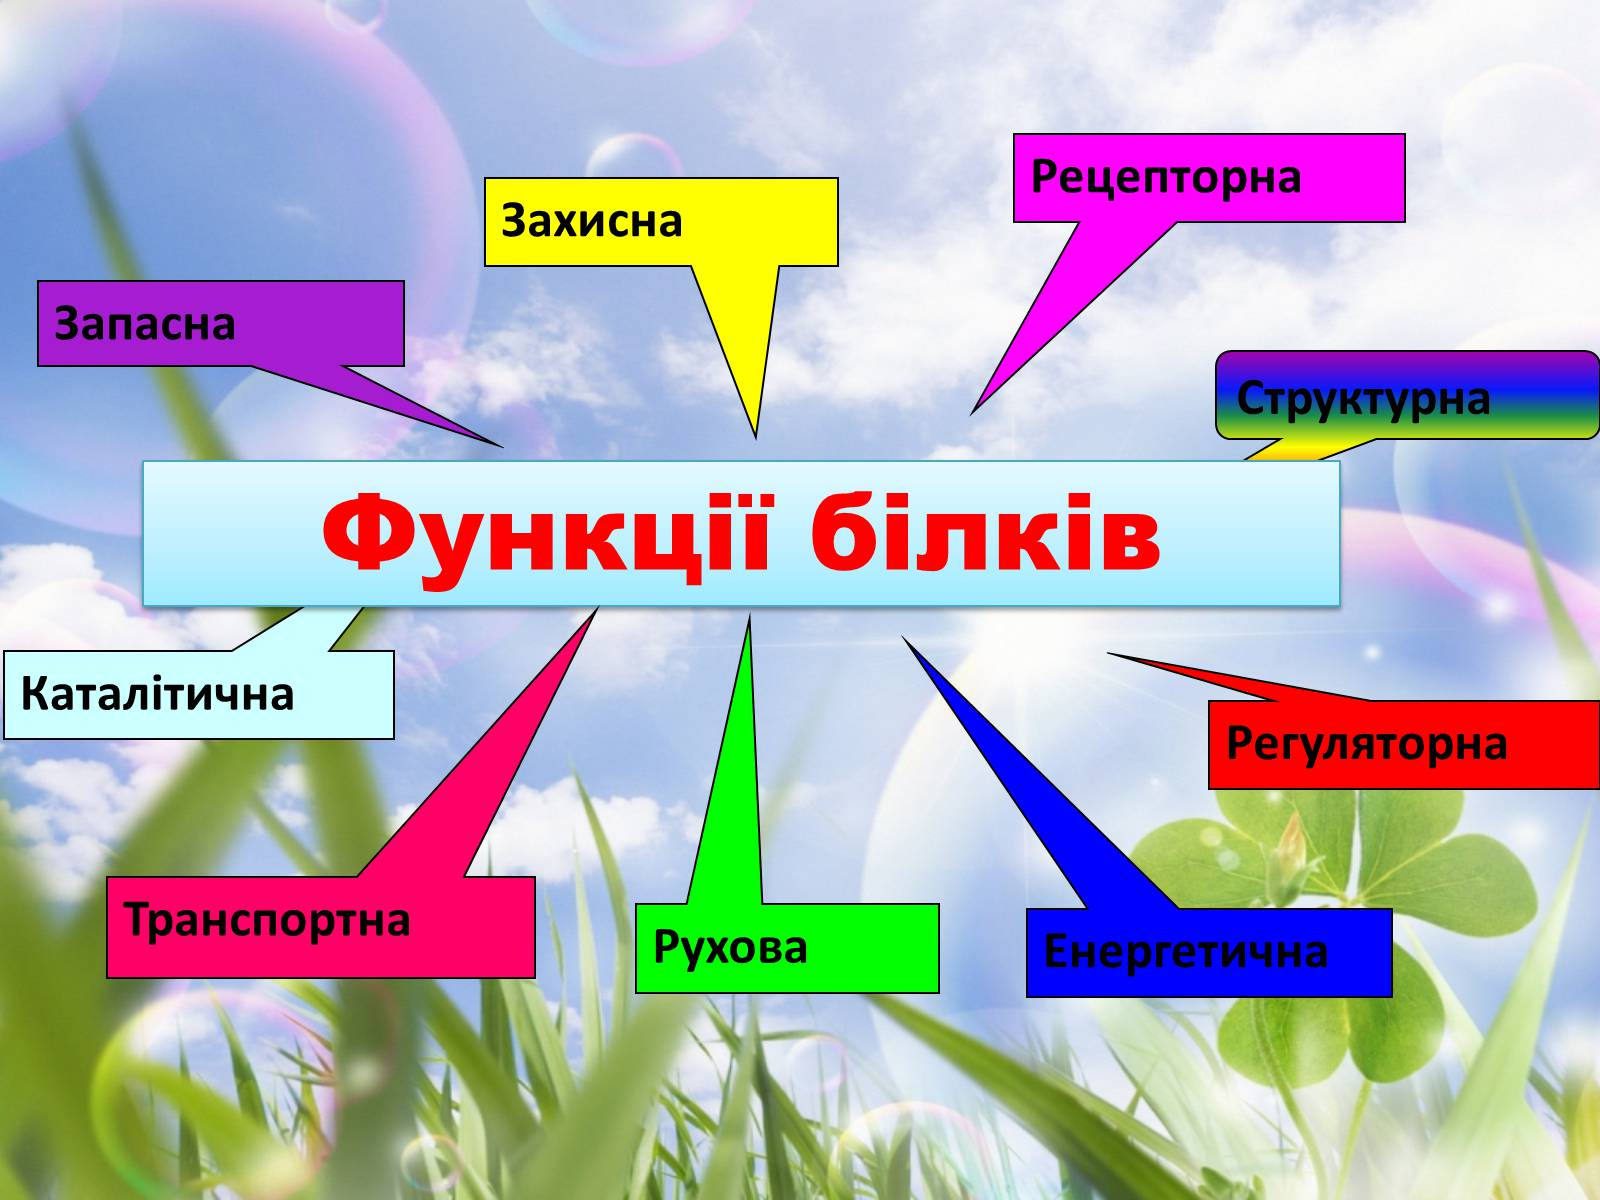 Рецепторна
Захисна
Запасна
Структурна
Функції білків
Каталітична
Регуляторна
Транспортна
Рухова
Енергетична